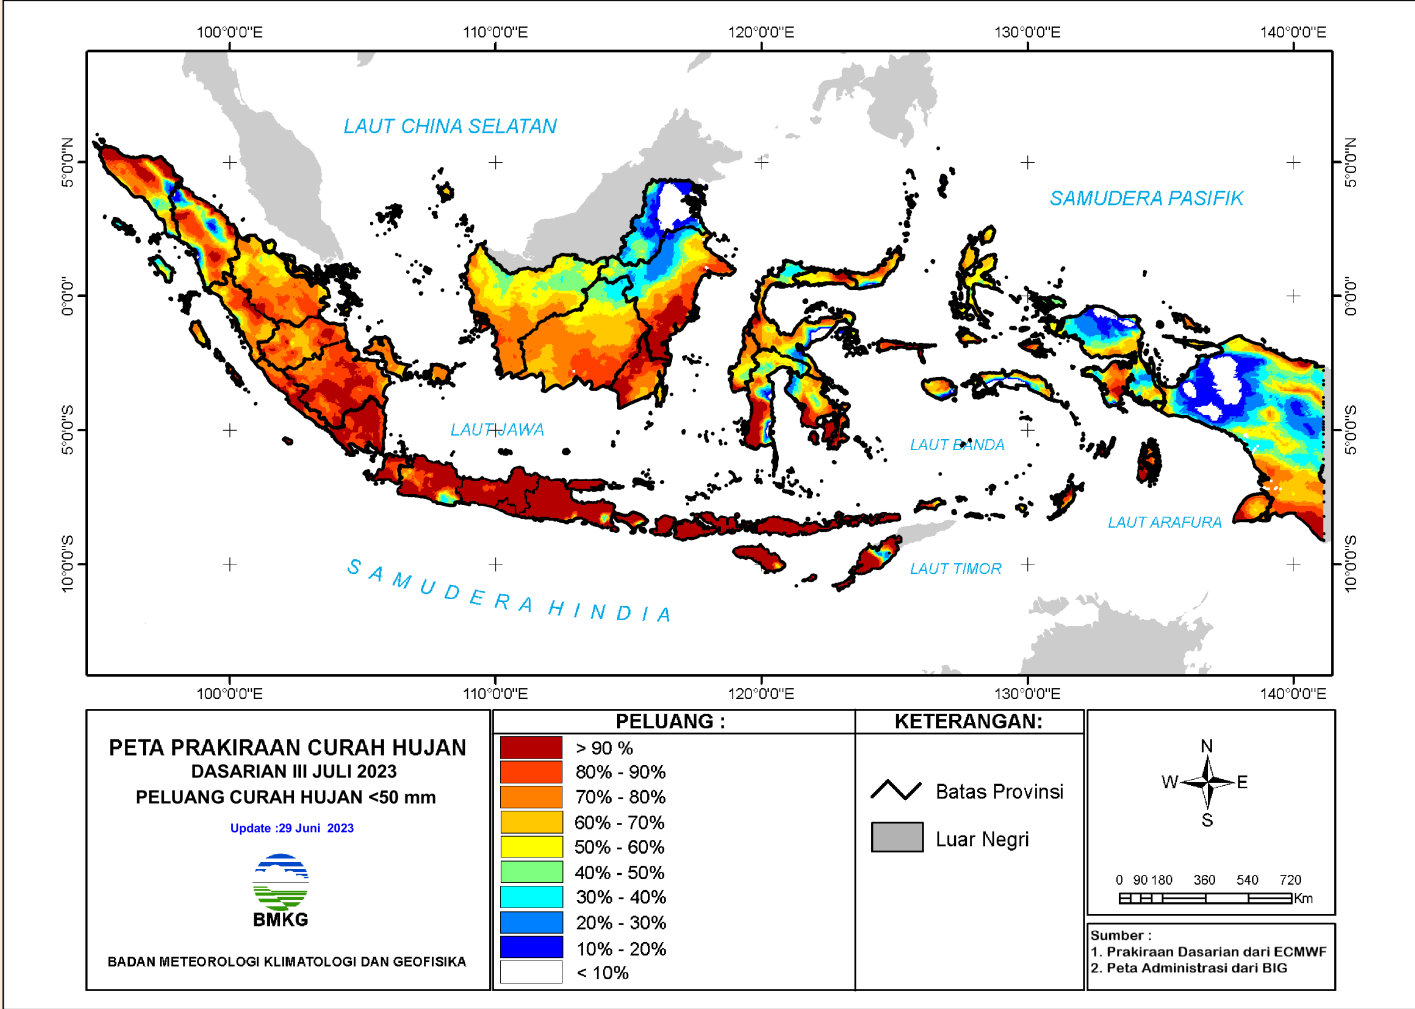 100°0'0"E 110°0'0"E 120°0'0"E 130°0'0"E 140°0'0"E
5°0'0"N
0°0'0"
5°0'0"S
10°0'0"S
LAUT CHINA SELATAN
SAMUDERA PASIFIK
LAUT JAWA
LAUT BANDA
LAUT ARAFURA
LAUT TIMOR
SAMUDERA HINDIA
5°0'0"N
0°0'0"
5°0'0"S
10°0'0"S
100°0'0"E 110°0'0"E 120°0'0"E 130°0'0"E 140°0'0"E
PETA PRAKIRAAN CURAH HUJAN
DASARIAN III JULI 2023
PELUANG CURAH HUJAN <50 mm
Update :29 Juni 2023
BMKG
BADAN METEOROLOGI KLIMATOLOGI DAN GEOFISIKA
PELUANG :
> 90 %
80% - 90%
70% - 80%
60% - 70%
50% - 60%
40% - 50%
30% - 40%
20% - 30%
10% - 20%
< 10%
KETERANGAN:
Batas Provinsi
Luar Negri
N
W E
S
0 90 180 360 540 720
Km
Sumber :
1. Prakiraan Dasarian dari ECMWF
2. Peta Administrasi dari BIG